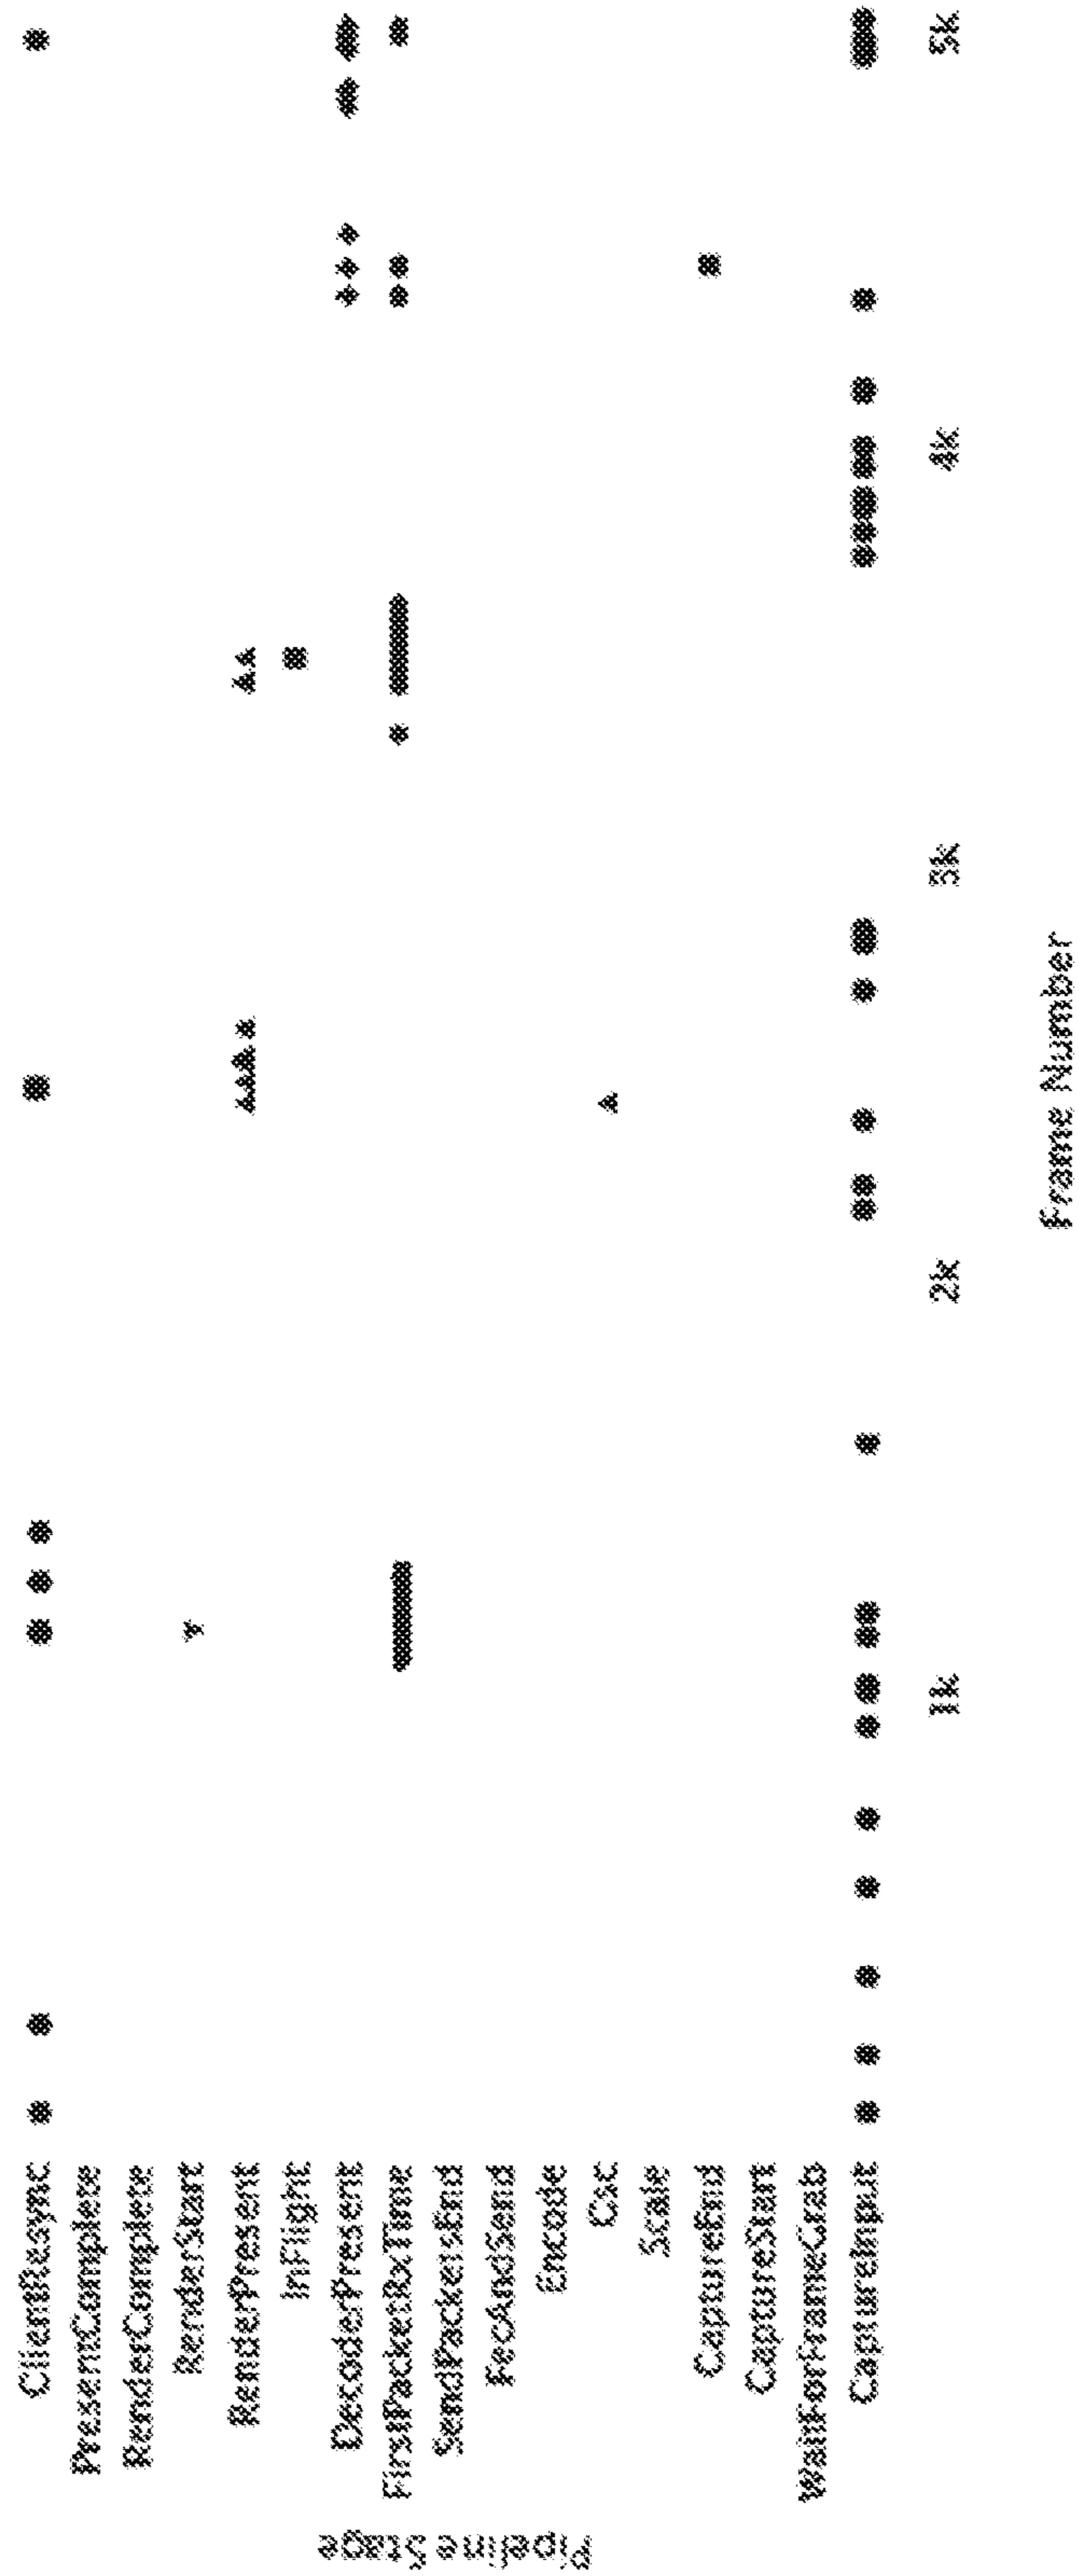 Pipeline Stage
ClientResync
PresentComplete
RenderComplete
RenderStart
RenderPresent
InFlight
DecoderPresent
FirstPacketRxTime
SendPacketsEnd
FecAndSend
Encode
Csc
Scale
CaptureEnd
CaptureStart
WaitForFrameGrab
CaptureInput
1k
2k
3k
4k
5k
Frame Number